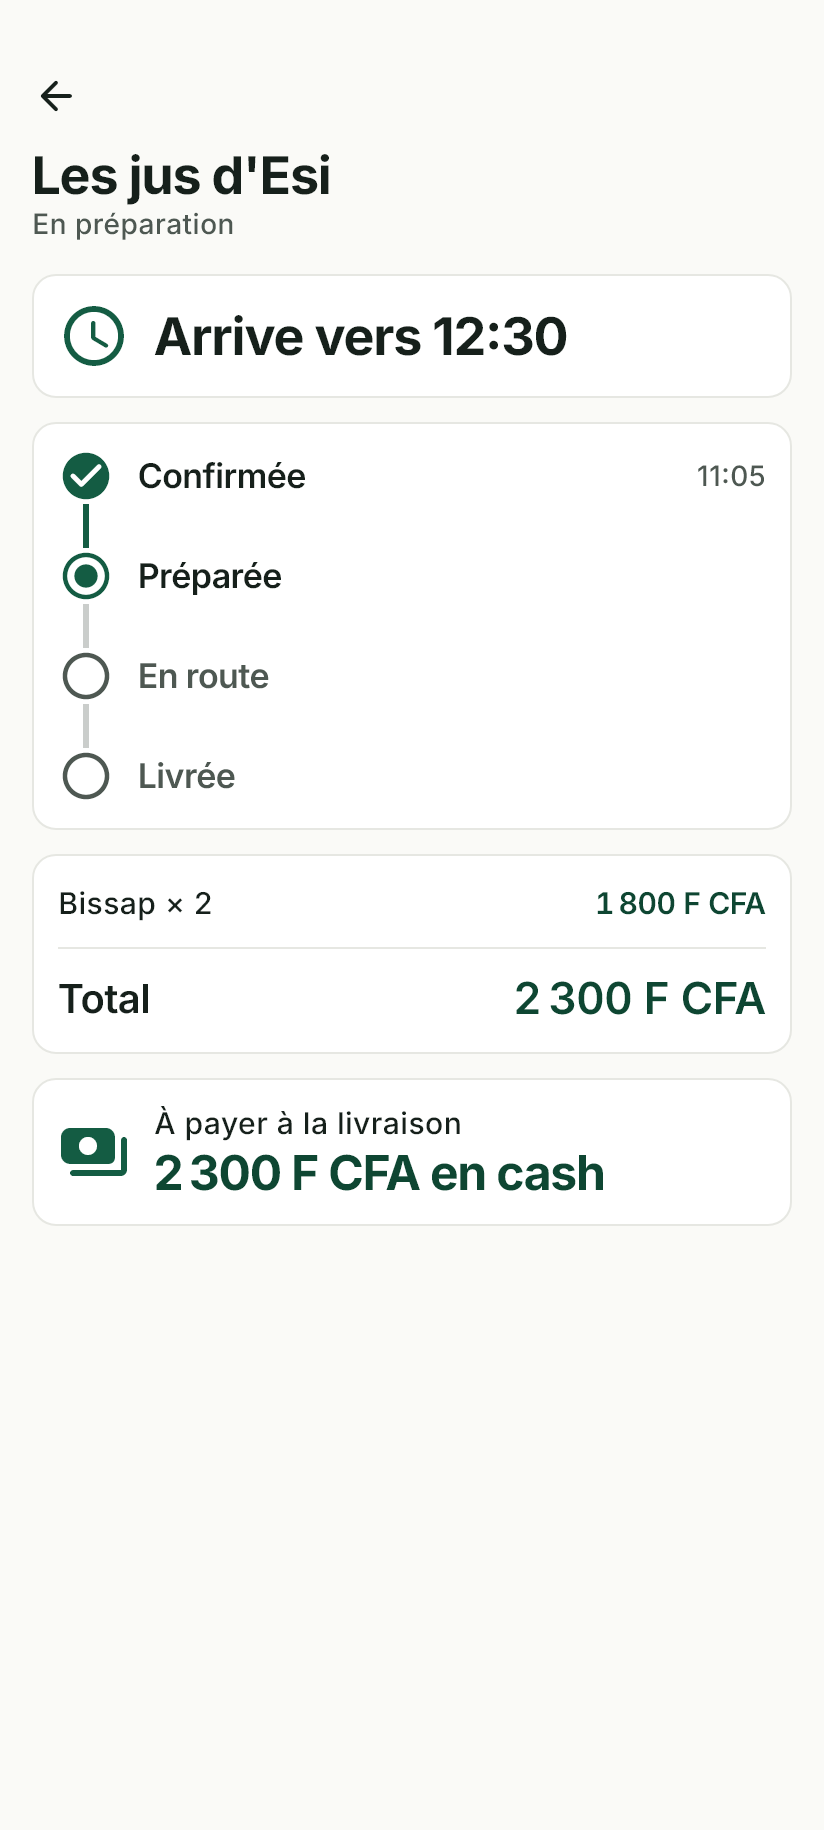 Les jus d'Esi
En préparation
Arrive vers 12:30
Confirmée 11:05
Préparée
En route
Livrée
Bissap × 2 1 800 F CFA
Total 2 300 F CFA
À payer à la livraison
2 300 F CFA en cash